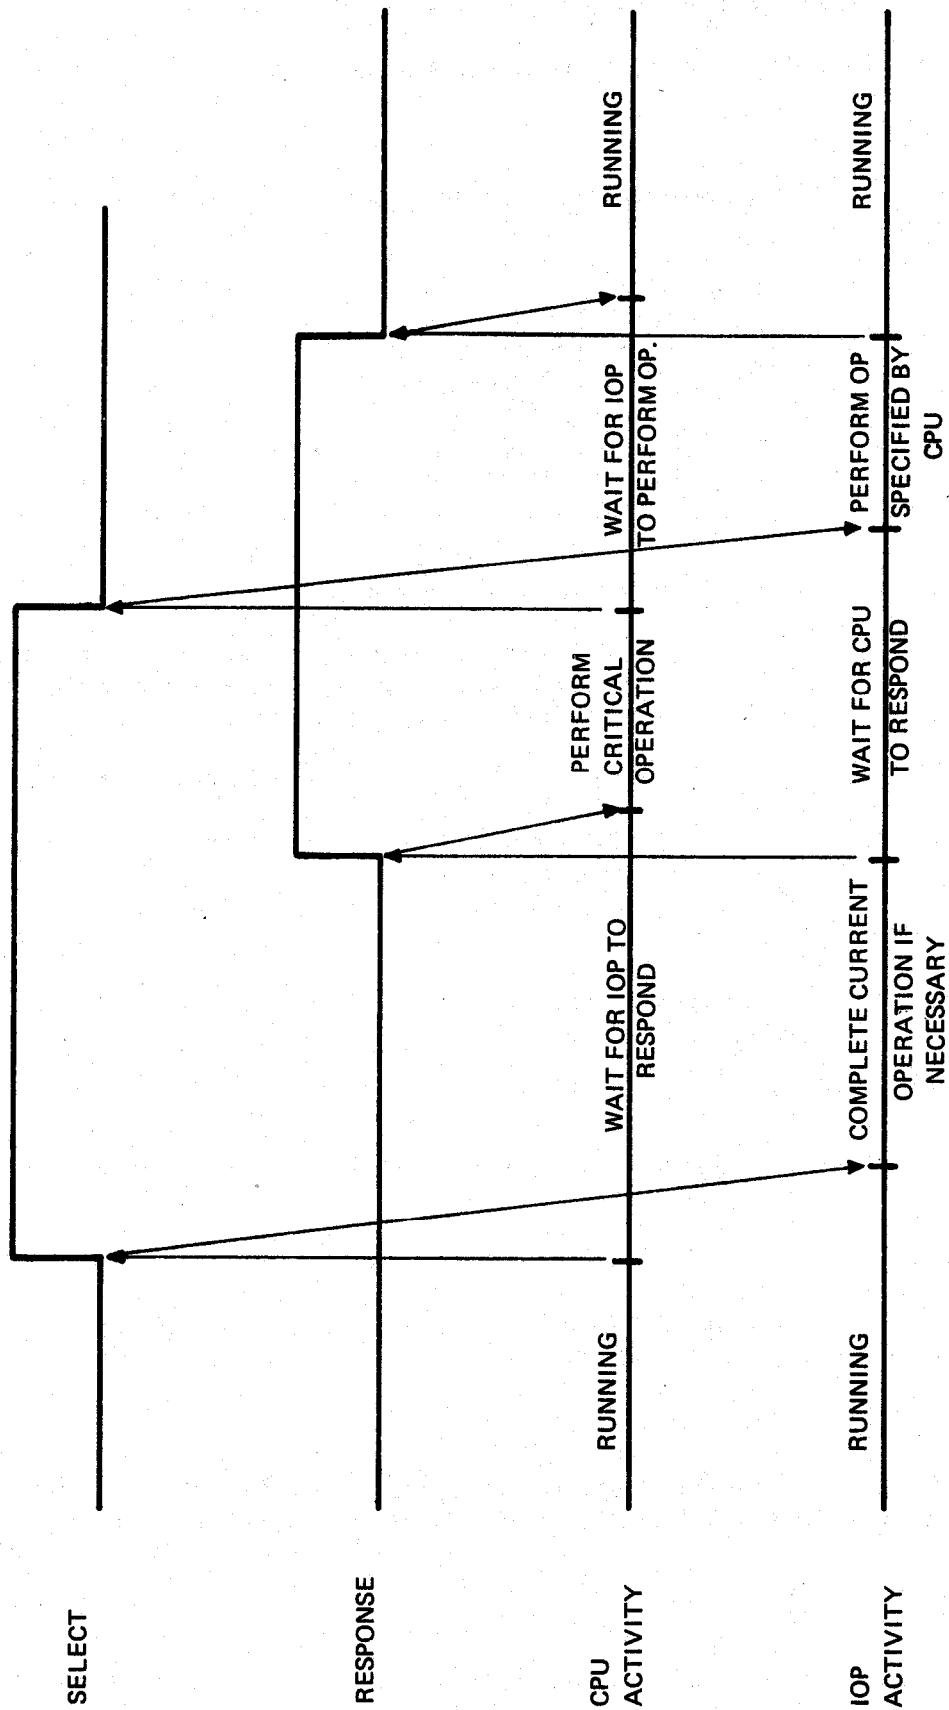 SELECT
RESPONSE
CPU
ACTIVITY
RUNNING
WAIT FOR IOP TO
RESPOND
PERFORM
CRITICAL
OPERATION
WAIT FOR IOP
TO PERFORM OP.
RUNNING
IOP
ACTIVITY
RUNNING
COMPLETE CURRENT
OPERATION IF
NECESSARY
WAIT FOR CPU
TO RESPOND
PERFORM OP
SPECIFIED BY
CPU
RUNNING